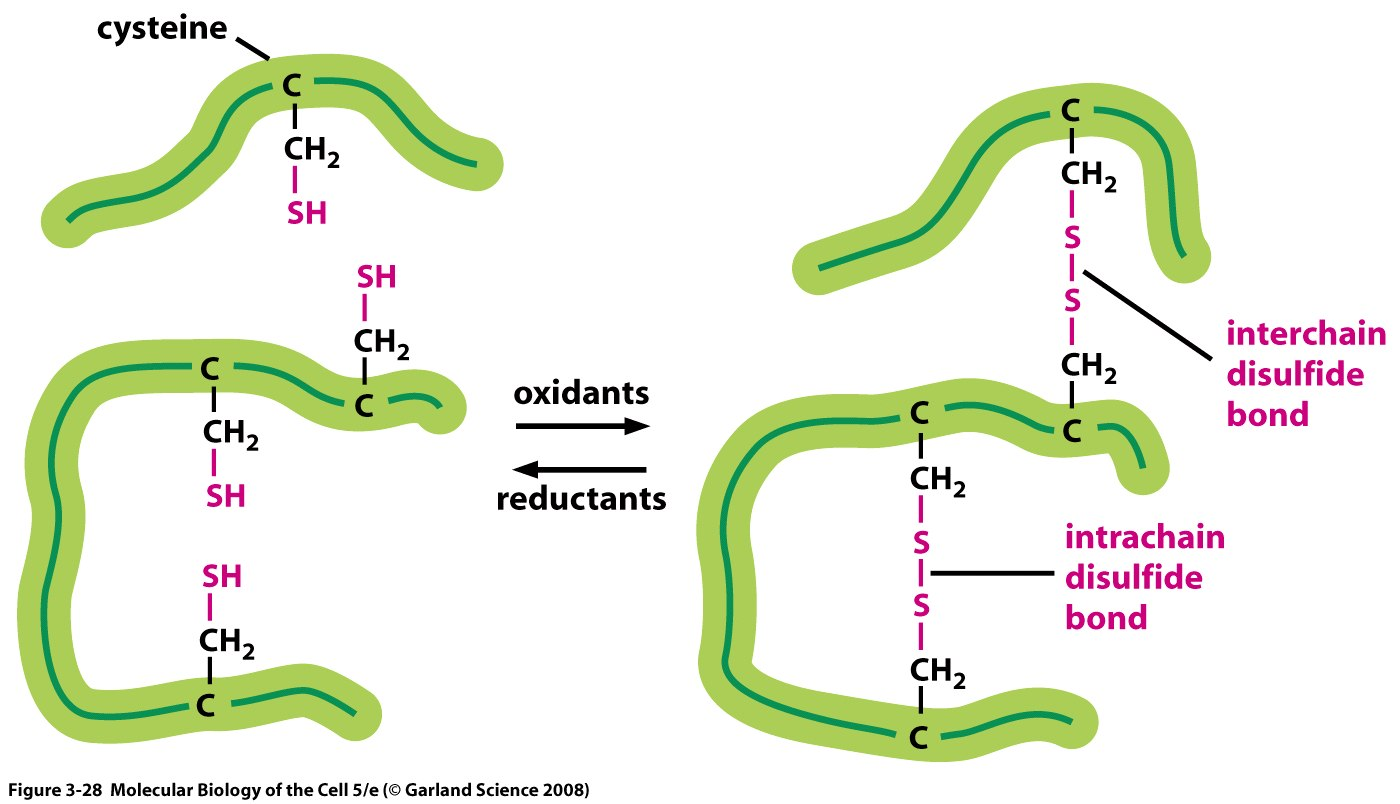 cysteine
C
CH₂
SH
SH
CH₂
C
C
CH₂
SH
SH
CH₂
C
oxidants
reductants
C
CH₂
S
S
CH₂
C
interchain
disulfide
bond
C
CH₂
S
S
CH₂
C
intrachain
disulfide
bond
Figure 3-28 Molecular Biology of the Cell 5/e (© Garland Science 2008)